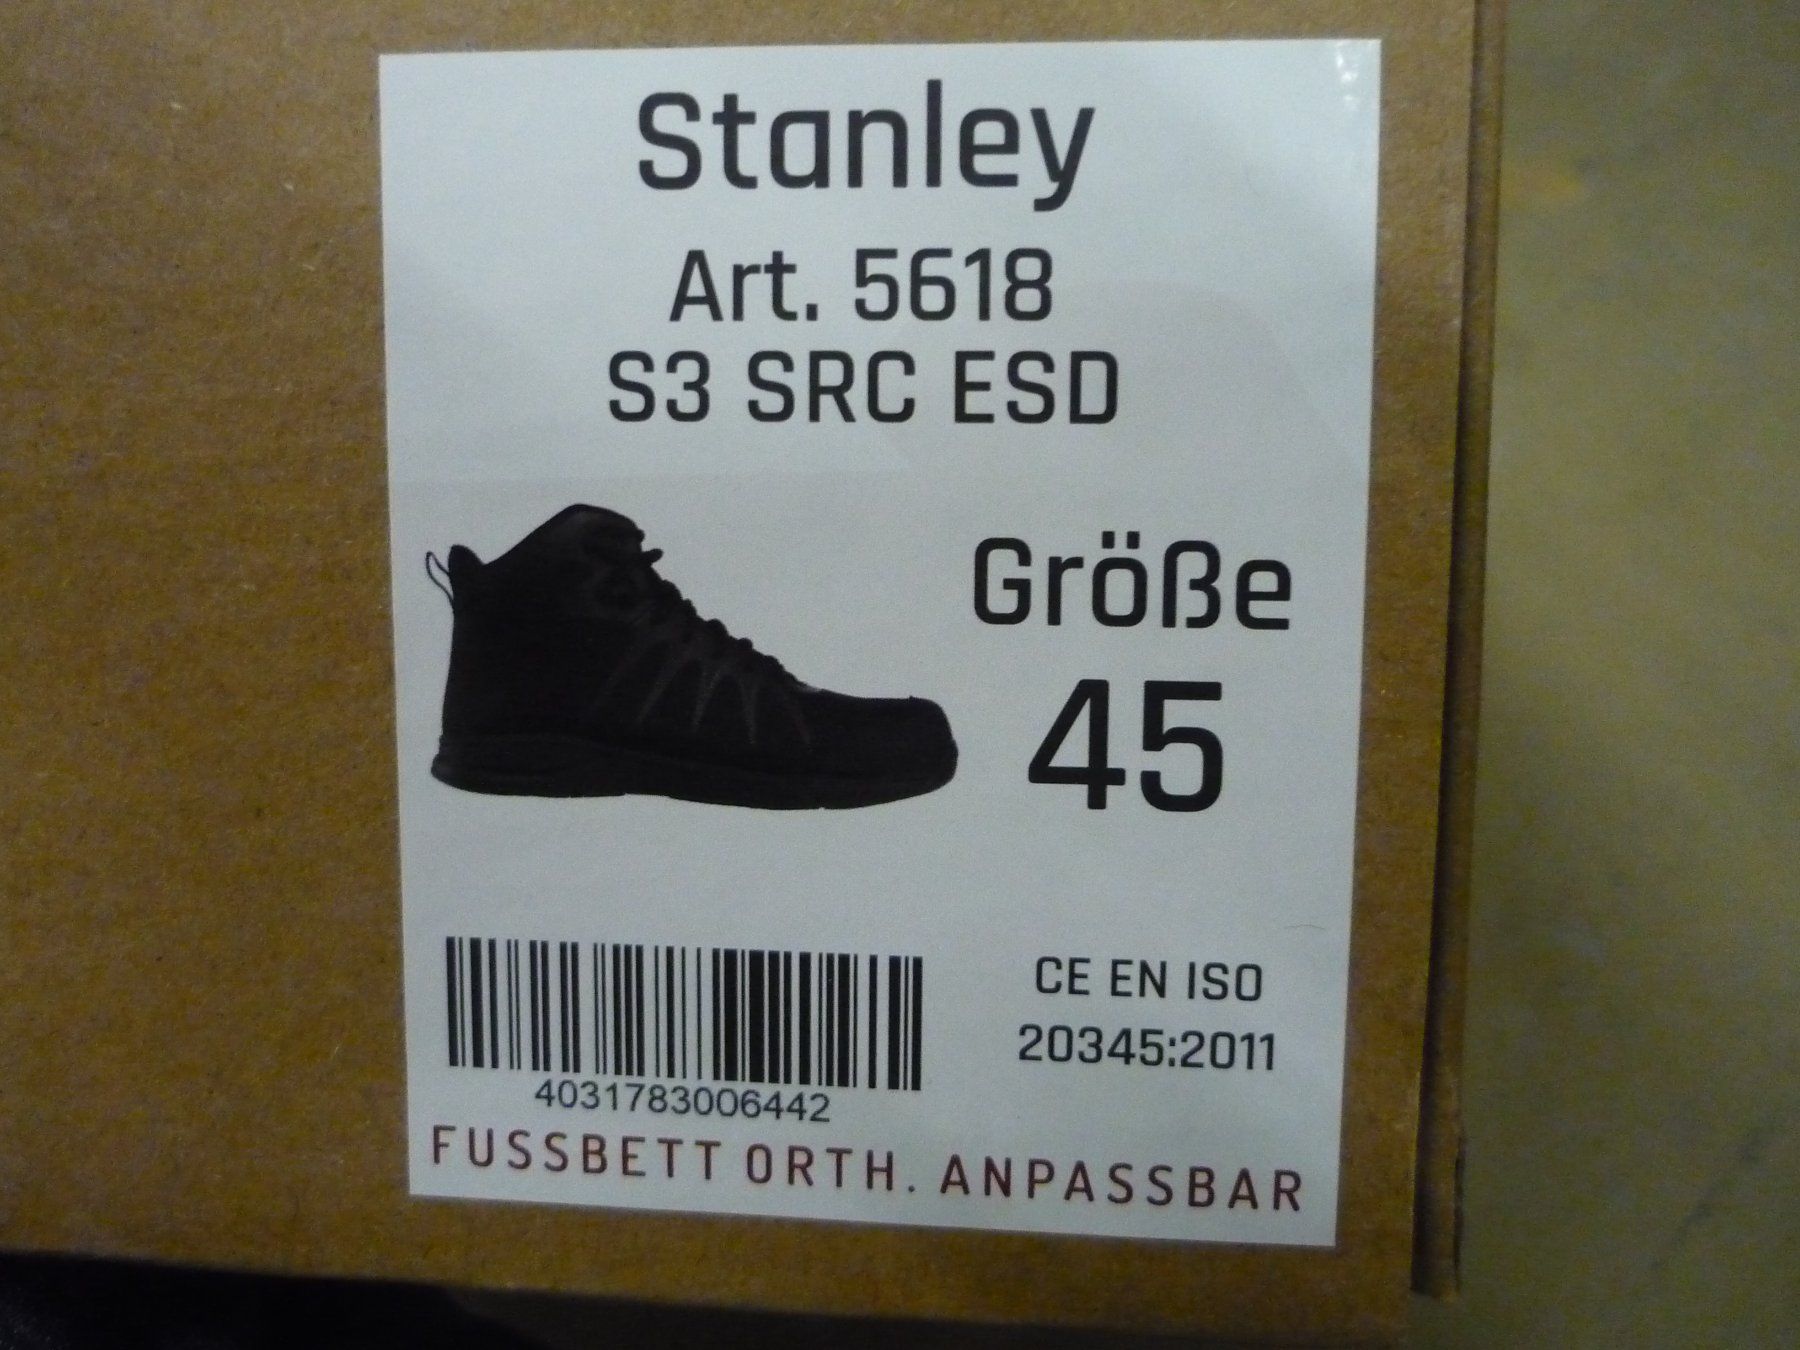 Stanley
Art. 5618
S3 SRC ESD
Größe
45
CE EN ISO
20345:2011
4031783006442
FUSSBETT ORTH. ANPASSBAR